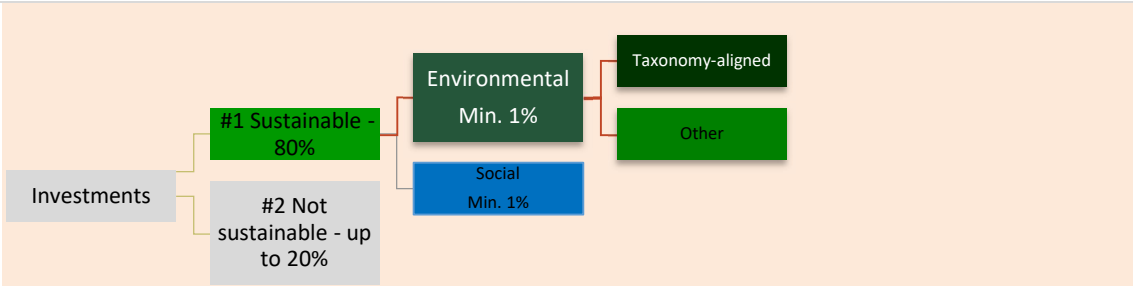 Investments
#1 Sustainable -
80%
#2 Not
sustainable - up
to 20%
Environmental
Min. 1%
Social
Min. 1%
Taxonomy-aligned
Other